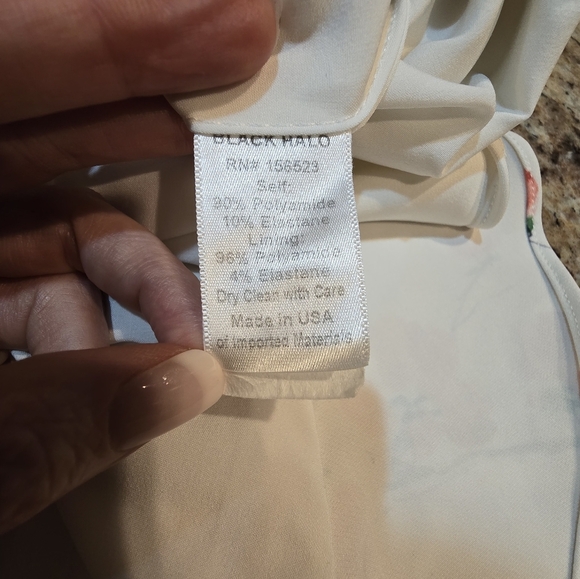 BLACK HALO
RN# 156523
Self:
90% Polyamide
10% Elastane
Lining:
96% Polyamide
4% Elastane
Dry Clean with Care
Made in USA
of Imported Materials